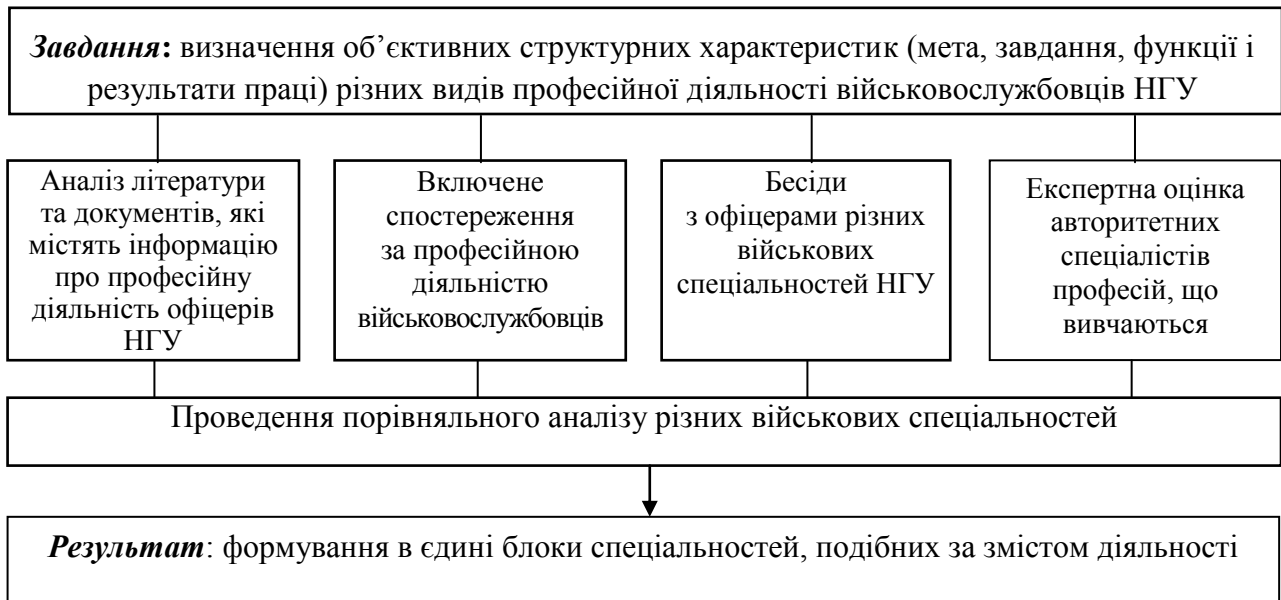 Завдання: визначення об’єктивних структурних характеристик (мета, завдання, функції і
результати праці) різних видів професійної діяльності військовослужбовців НГУ
Аналіз літератури
та документів, які
містять інформацію
про професійну
діяльність офіцерів
НГУ
Включене
спостереження
за професійною
діяльністю
військовослужбовців
Бесіди
з офіцерами різних
військових
спеціальностей НГУ
Експертна оцінка
авторитетних
спеціалістів
професій, що
вивчаються
Проведення порівняльного аналізу різних військових спеціальностей
Результат: формування в єдині блоки спеціальностей, подібних за змістом діяльності